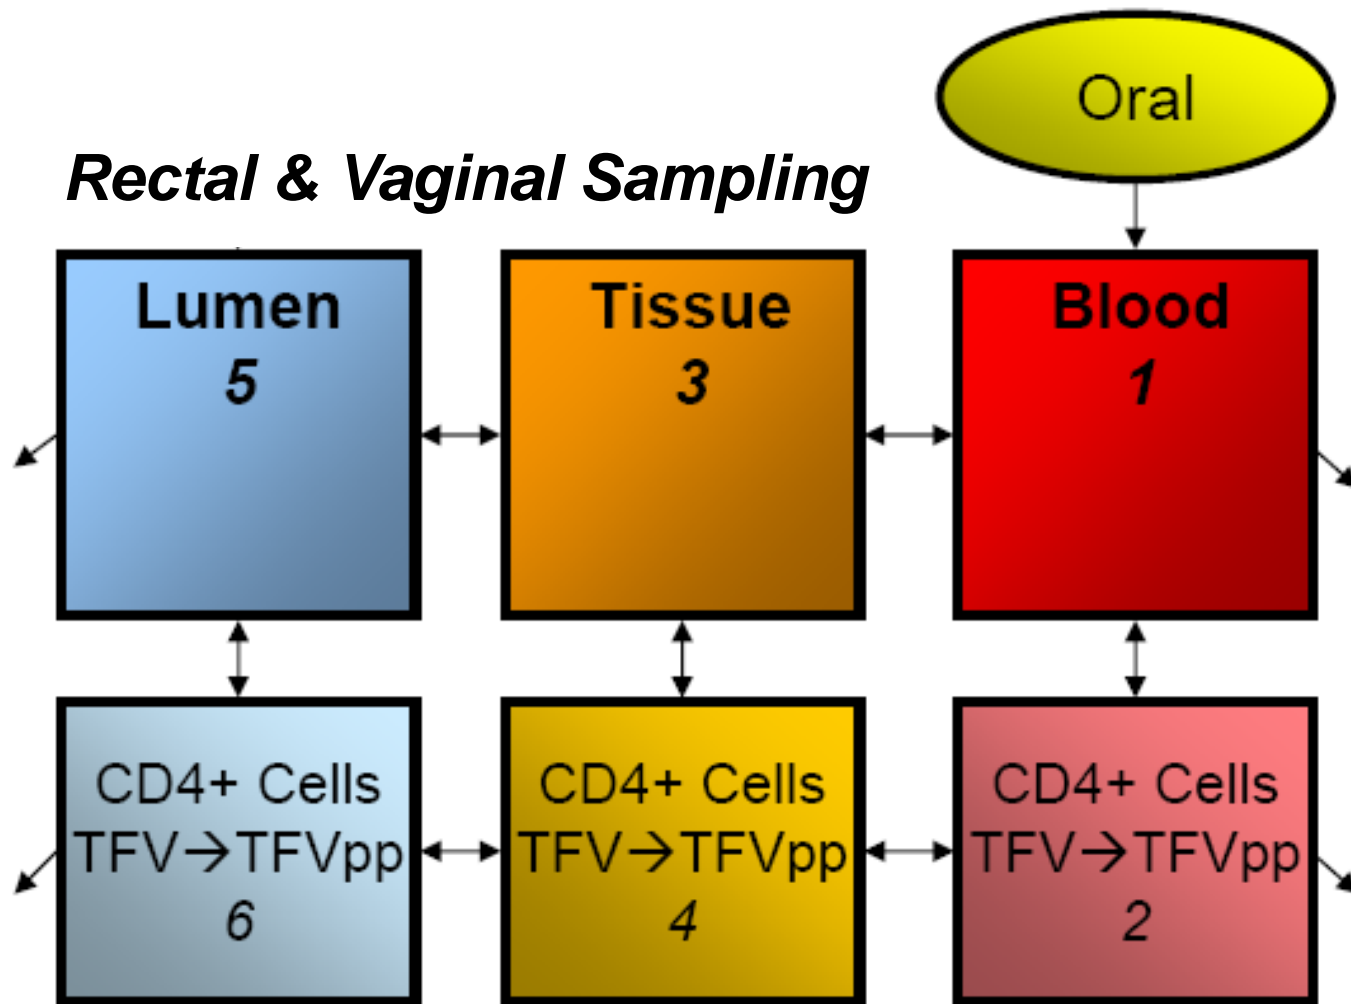 Oral
Rectal & Vaginal Sampling
Lumen
5
Tissue
3
Blood
1
CD4+ Cells
TFV→TFVpp
6
CD4+ Cells
TFV→TFVpp
4
CD4+ Cells
TFV→TFVpp
2